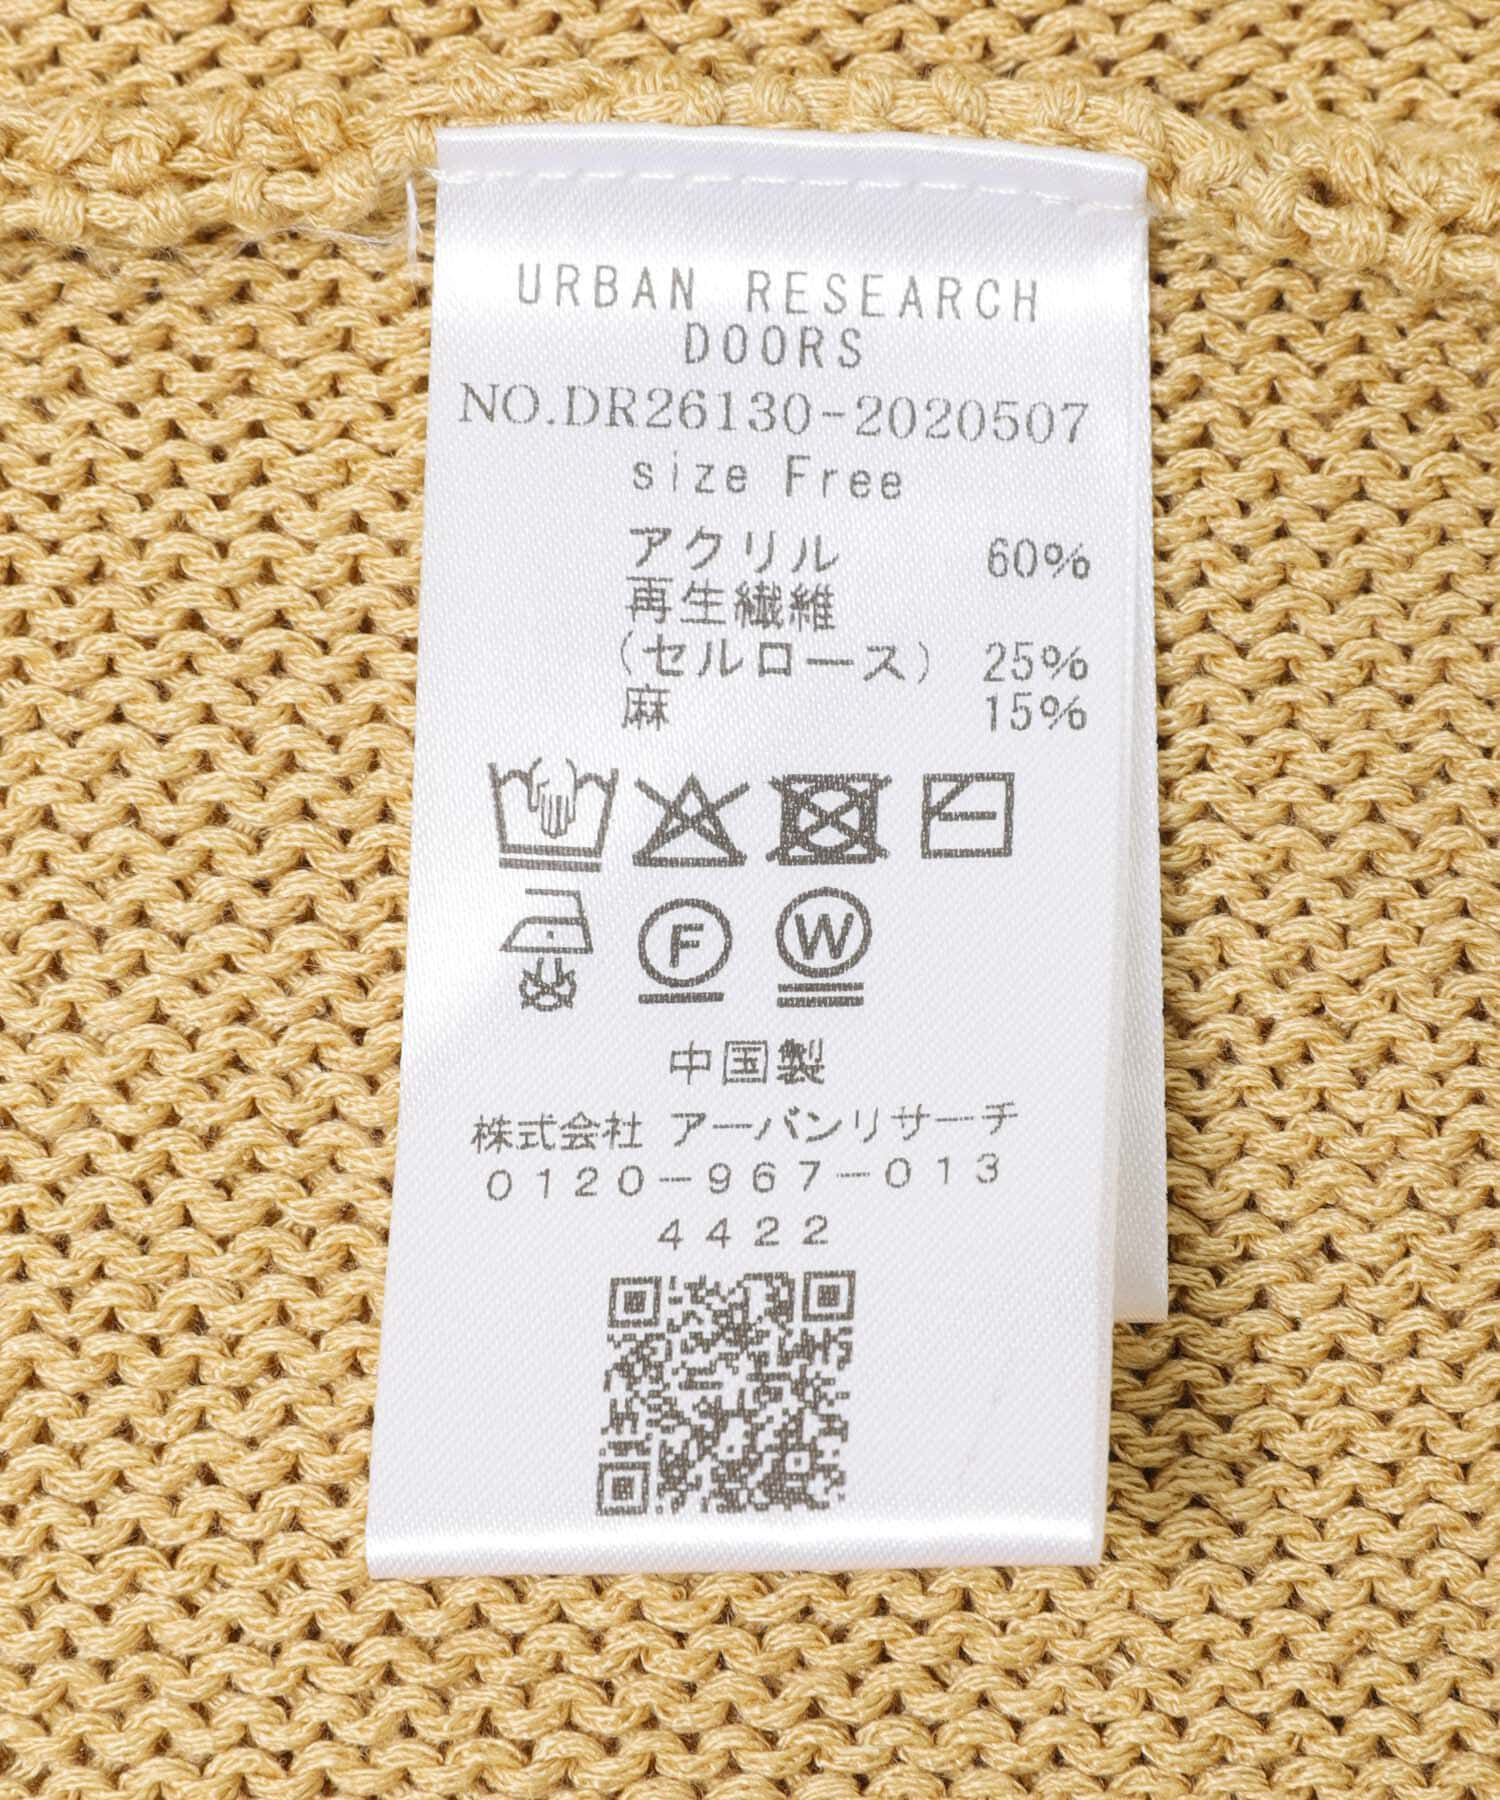 URBAN RESEARCH
DOORS
NO.DR26130-2020507
size Free
アクリル 60%
再生繊維
(セルロース) 25%
麻 15%
F W
中国製
株式会社 アーバンリサーチ
0120-967-013
4422